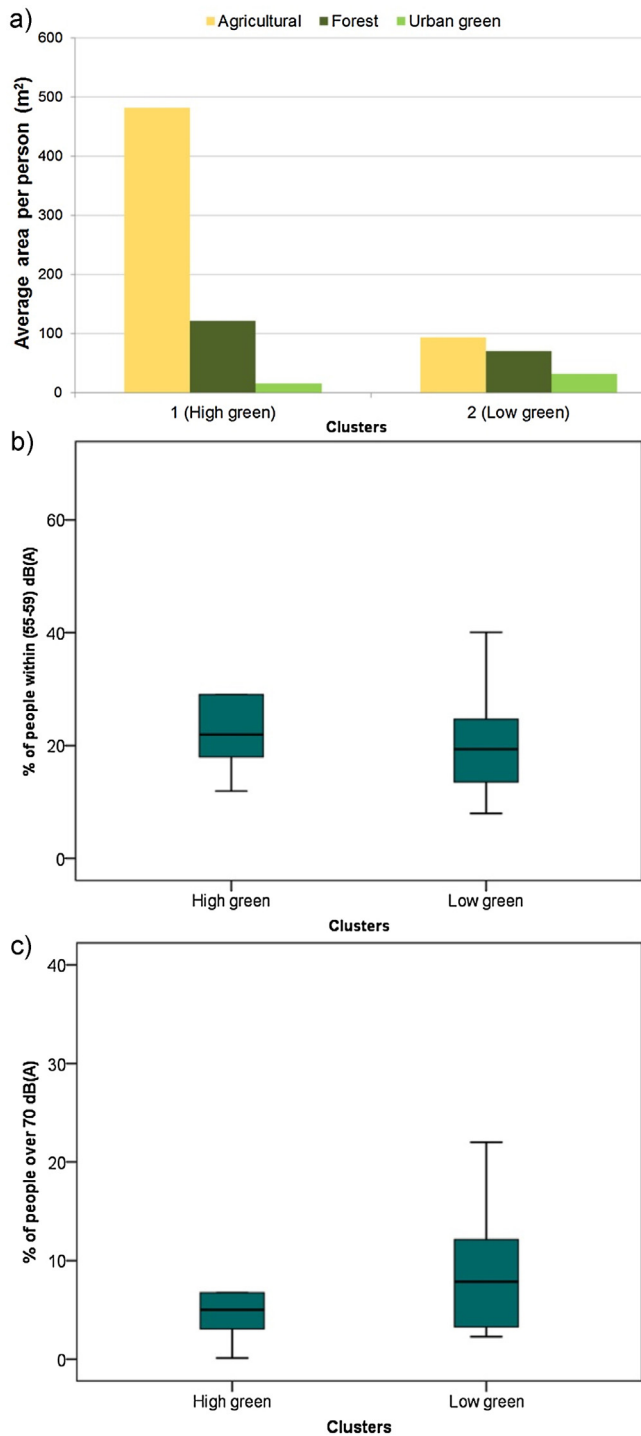 a)
Agricultural Forest Urban green
Average area per person (m²)
600
500
400
300
200
100
0
1 (High green) 2 (Low green)
Clusters
b)
% of people within (55-59) dB(A)
60
40
20
0
High green Low green
Clusters
c)
% of people over 70 dB(A)
40
30
20
10
0
High green Low green
Clusters